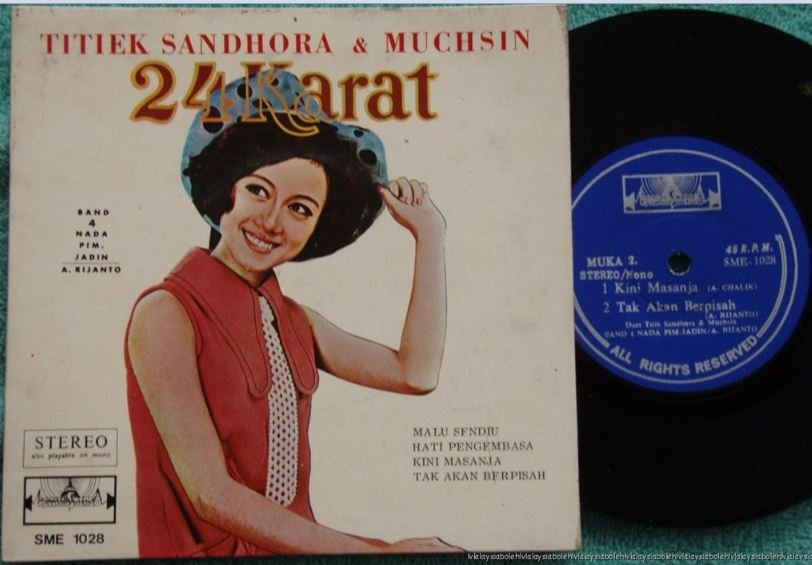 TITIEK SANDHORA & MUCHSIN
24 Karat
BAND
4
NADA
PIM.
JADIN
A. RIJANTO
STEREO
also playable on mono
SME 1028
MALU SENDIU
HATI PENGEMBASA
KINI MASANJA
TAK AKAN BERPISAH
MUKA 2.
STEREO/Mono
45 R.P.M.
SME-1028
1 Kini Masanja (A. CHALIK)
2 Tak Akan Berpisah
(A. RIJANTO)
Duet Titik Sandhora & Muchsin
BAND 4 NADA PIM.JADIN/A. RIJANTO
ALL RIGHTS RESERVED